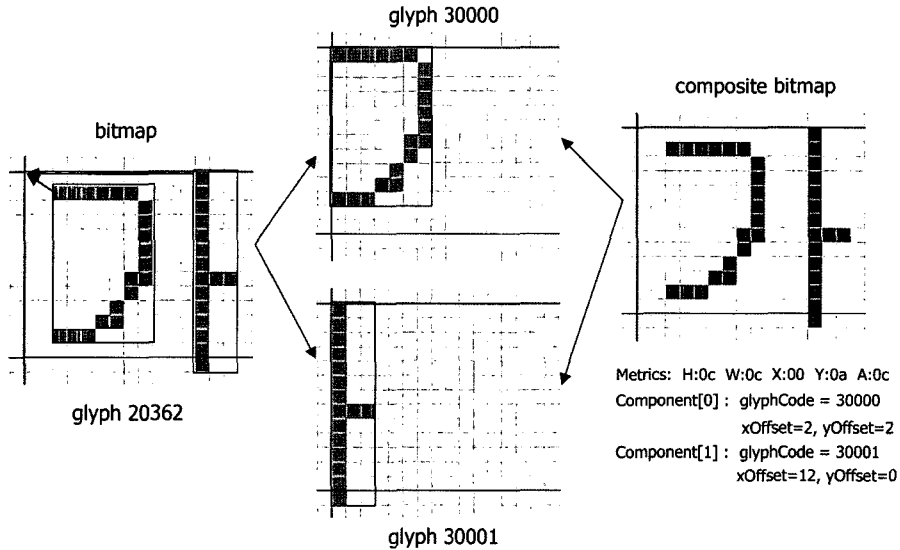 glyph 30000
composite bitmap
bitmap
가
glyph 20362
Metrics: H:0c W:0c X:00 Y:0a A:0c
Component[0] : glyphCode = 30000
xOffset=2, yOffset=2
Component[1] : glyphCode = 30001
xOffset=12, yOffset=0
glyph 30001